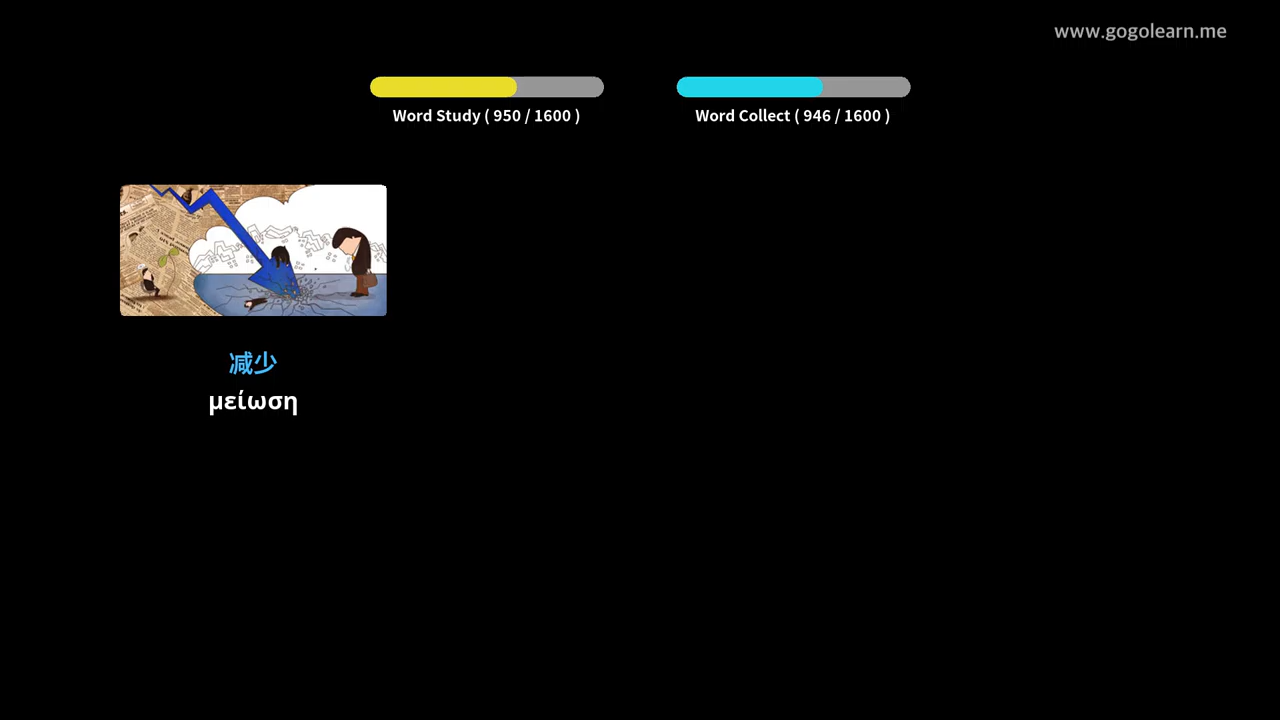 www.gogolearn.me
Word Study ( 950 / 1600 )
Word Collect ( 946 / 1600 )
减少
μείωση